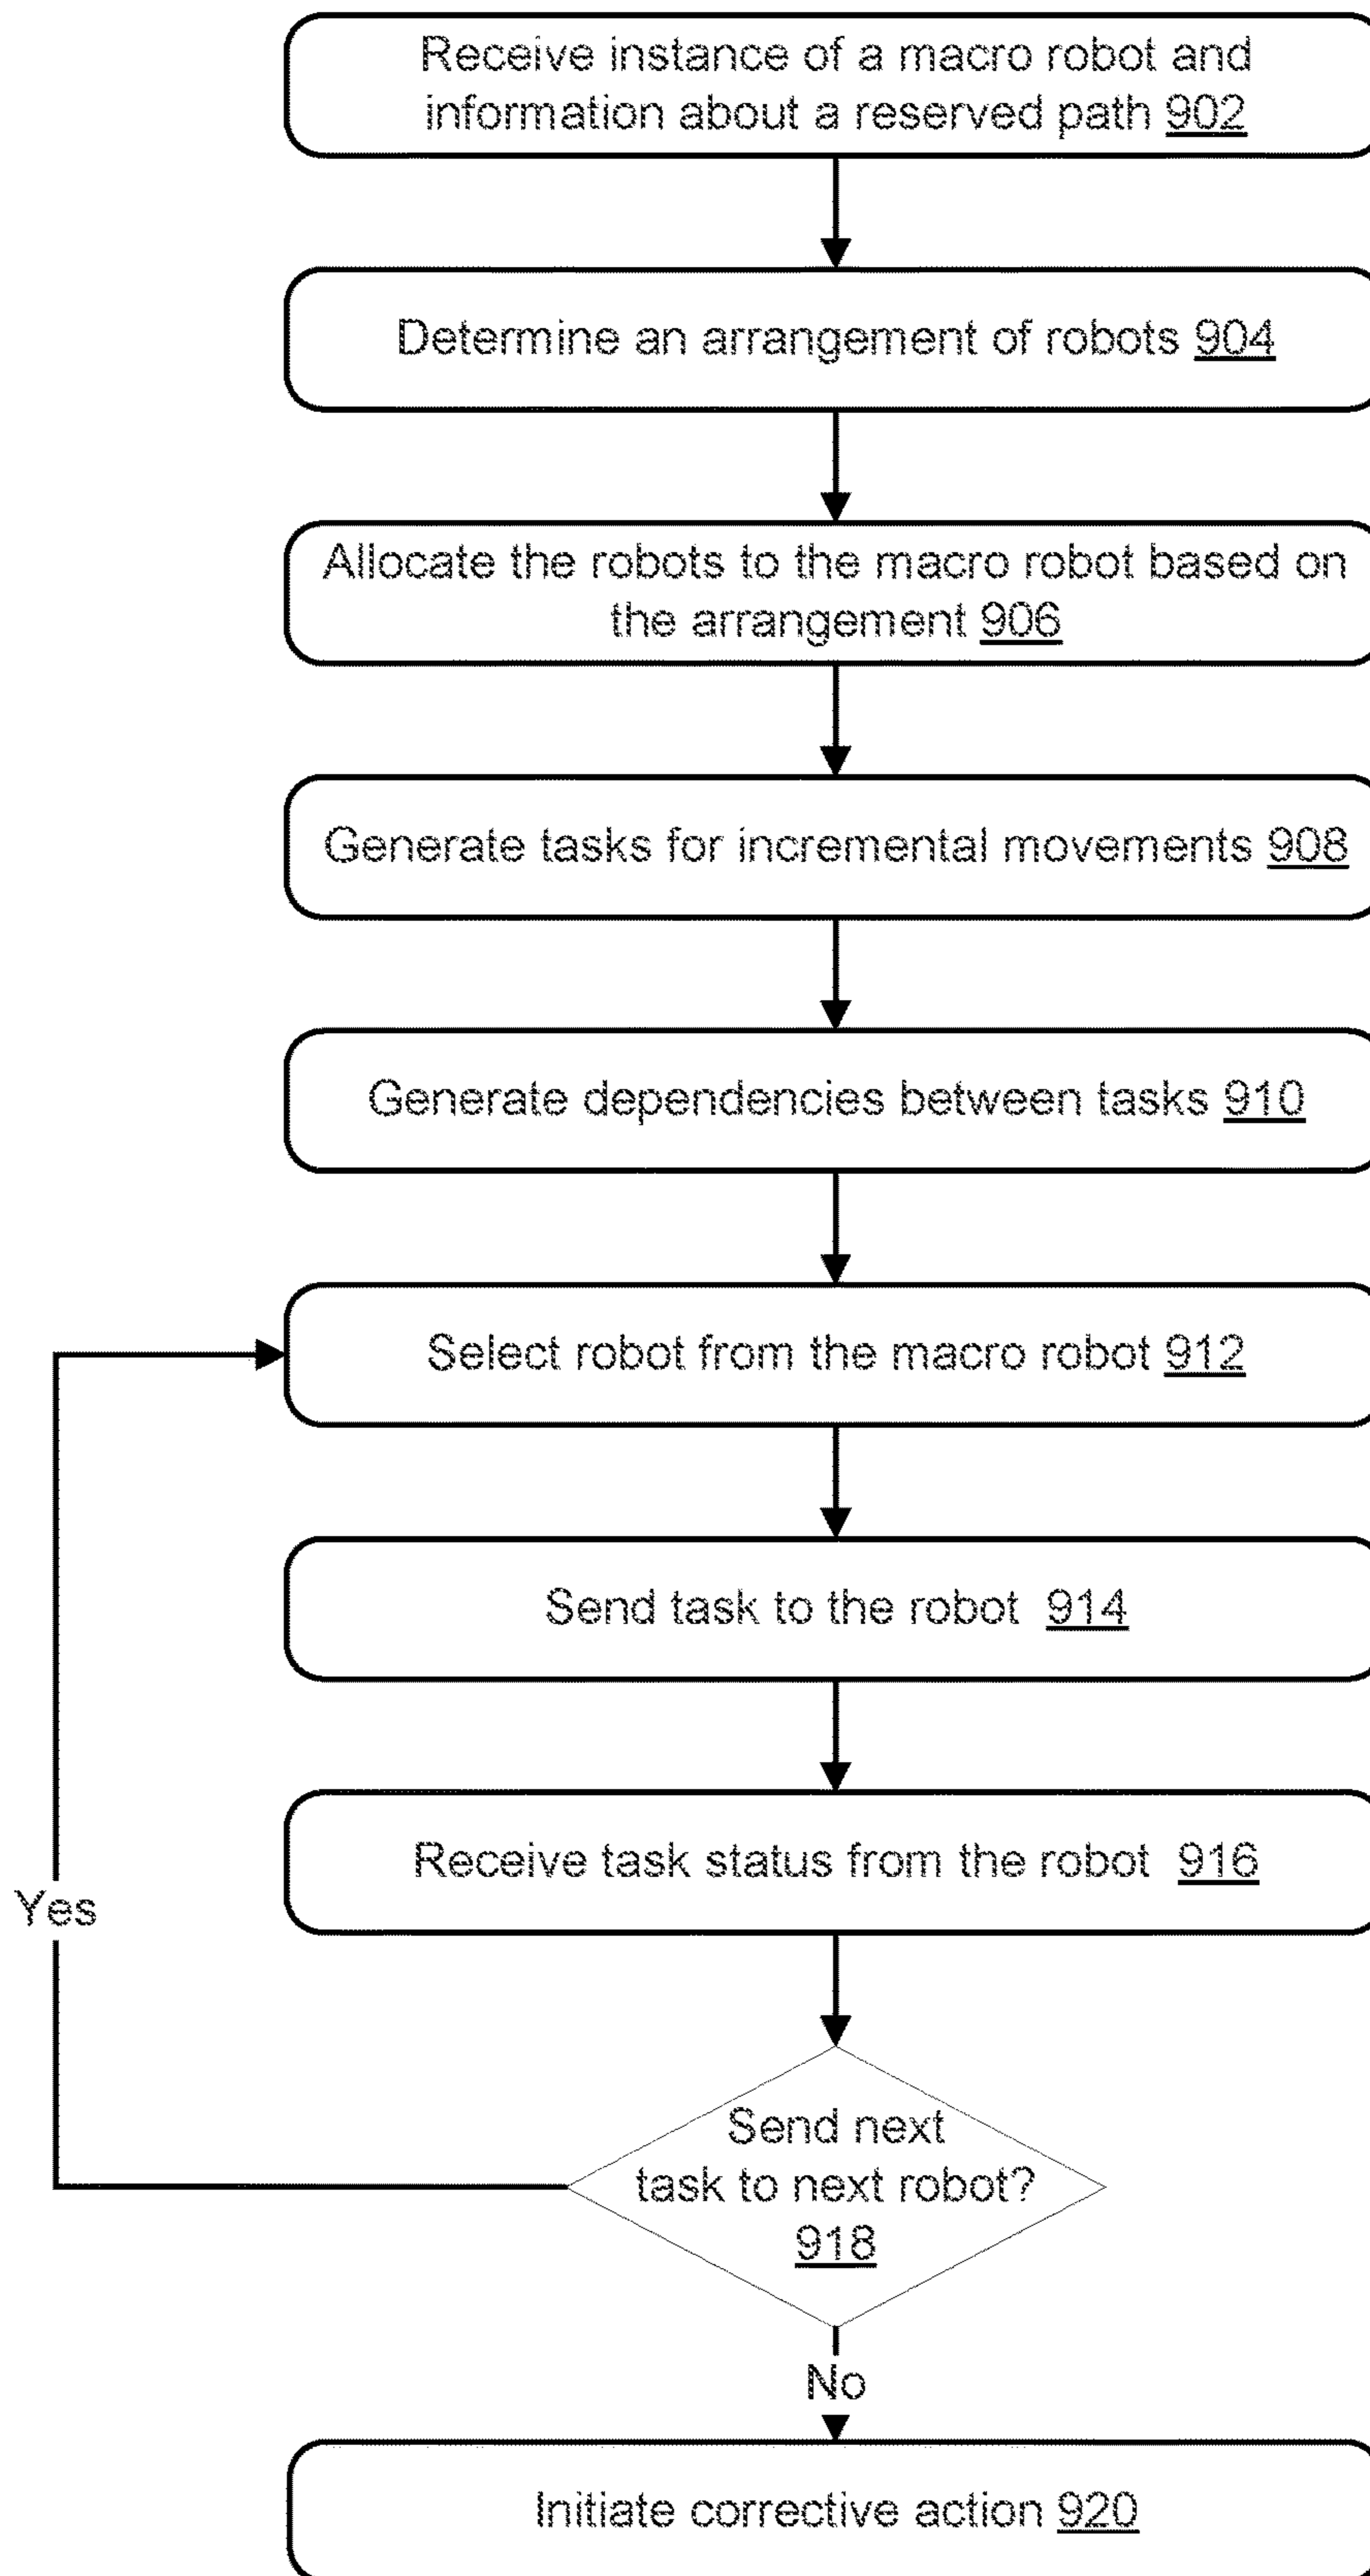 Receive instance of a macro robot and
information about a reserved path 902
Determine an arrangement of robots 904
Allocate the robots to the macro robot based on
the arrangement 906
Generate tasks for incremental movements 908
Generate dependencies between tasks 910
Select robot from the macro robot 912
Send task to the robot 914
Receive task status from the robot 916
Yes
Send next
task to next robot?
918
No
Initiate corrective action 920